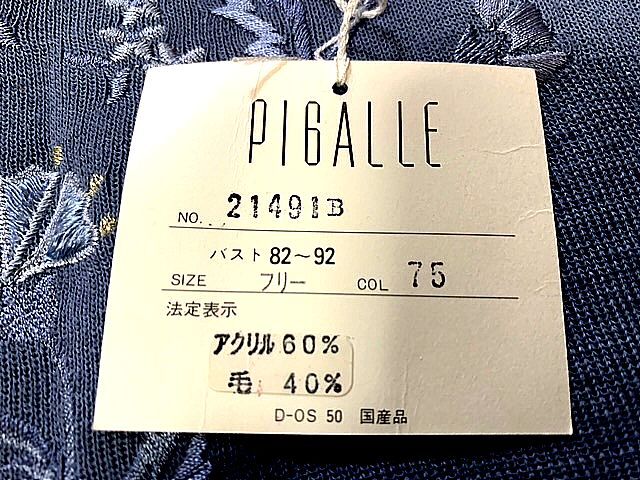 PIGALLE
NO. 21491B
バスト 82～92
SIZE フリー COL 75
法定表示
アクリル 60%
毛 40%
D-OS 50 国産品